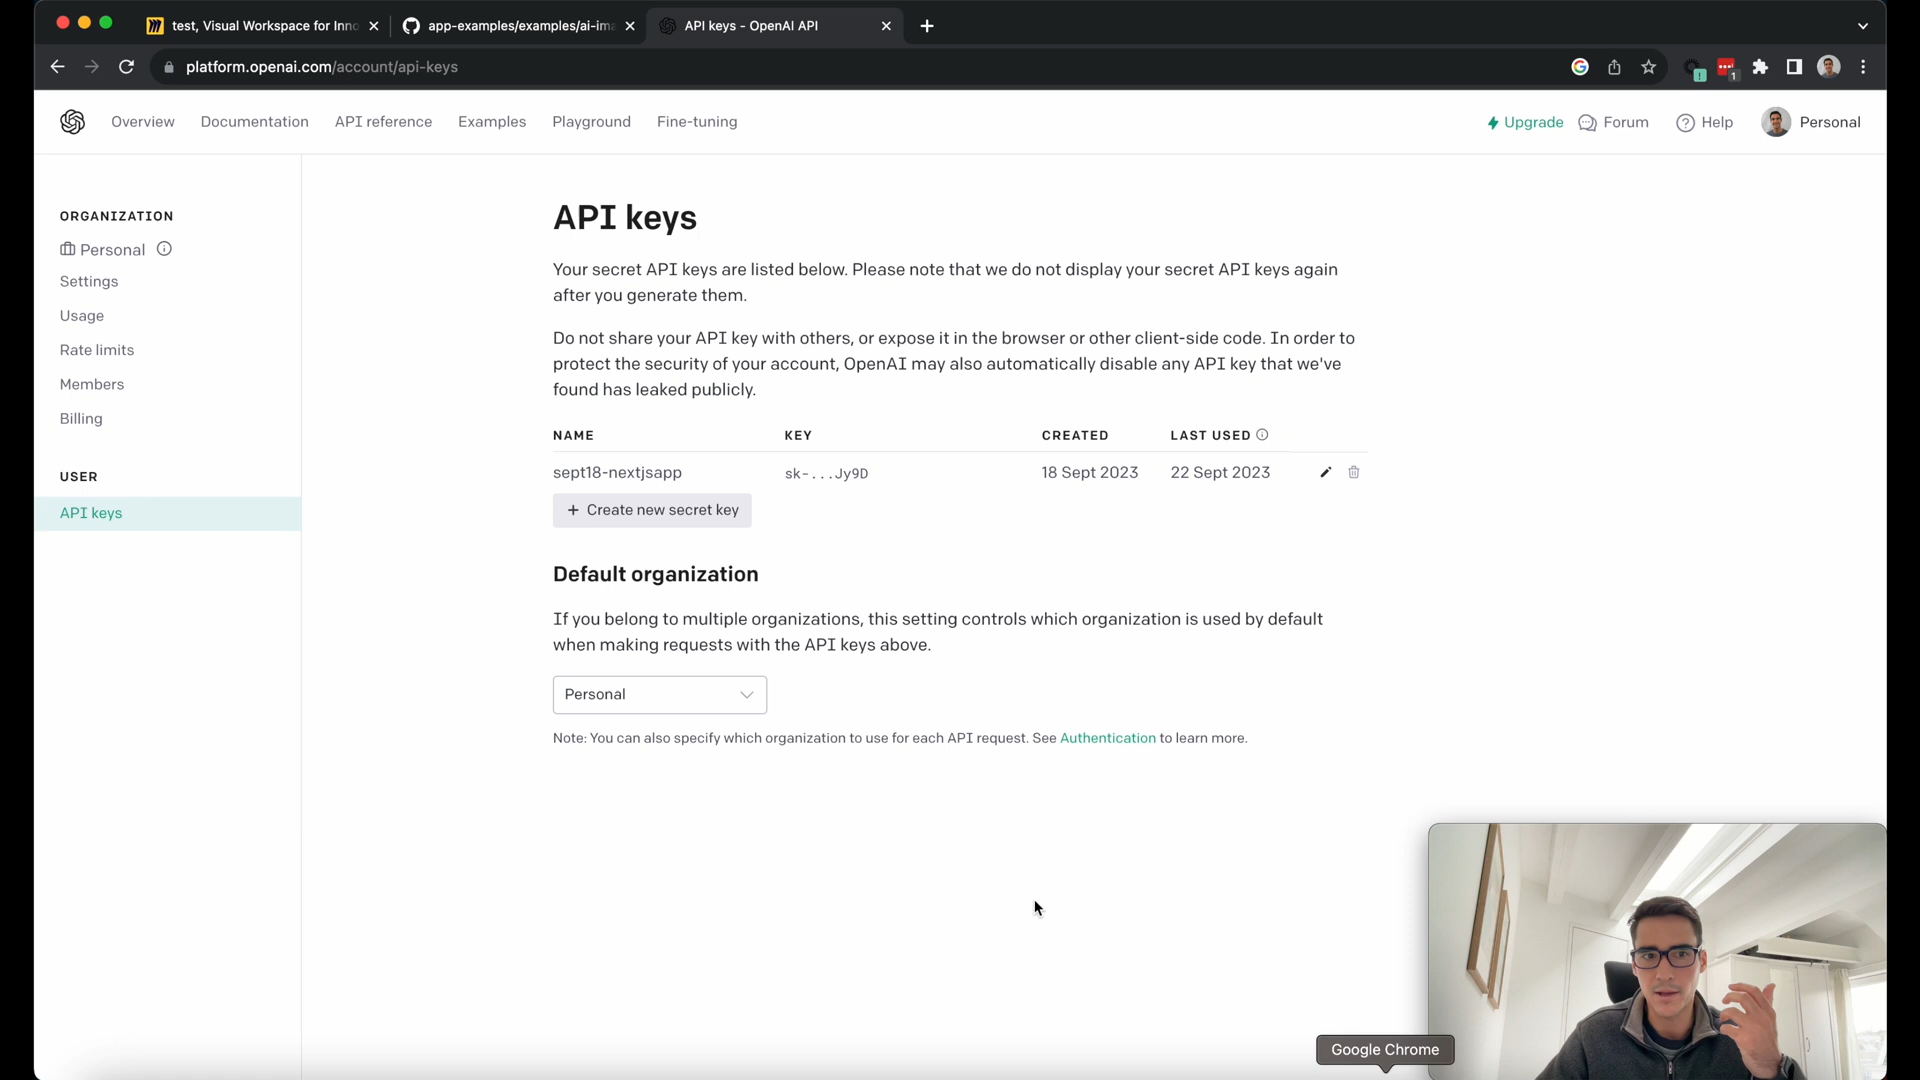 test, Visual Workspace for Inno
app-examples/examples/ai-ima
API keys - OpenAI API
platform.openai.com/account/api-keys
1
Overview
Documentation
API reference
Examples
Playground
Fine-tuning
Upgrade
Forum
Help
Personal
ORGANIZATION
Personal
Settings
Usage
Rate limits
Members
Billing
USER
API keys
API keys
Your secret API keys are listed below. Please note that we do not display your secret API keys again
after you generate them.
Do not share your API key with others, or expose it in the browser or other client-side code. In order to
protect the security of your account, OpenAI may also automatically disable any API key that we've
found has leaked publicly.
NAME KEY CREATED LAST USED
sept18-nextjsapp sk-...Jy9D 18 Sept 2023 22 Sept 2023
+ Create new secret key
Default organization
If you belong to multiple organizations, this setting controls which organization is used by default
when making requests with the API keys above.
Personal
Note: You can also specify which organization to use for each API request. See Authentication to learn more.
Google Chrome